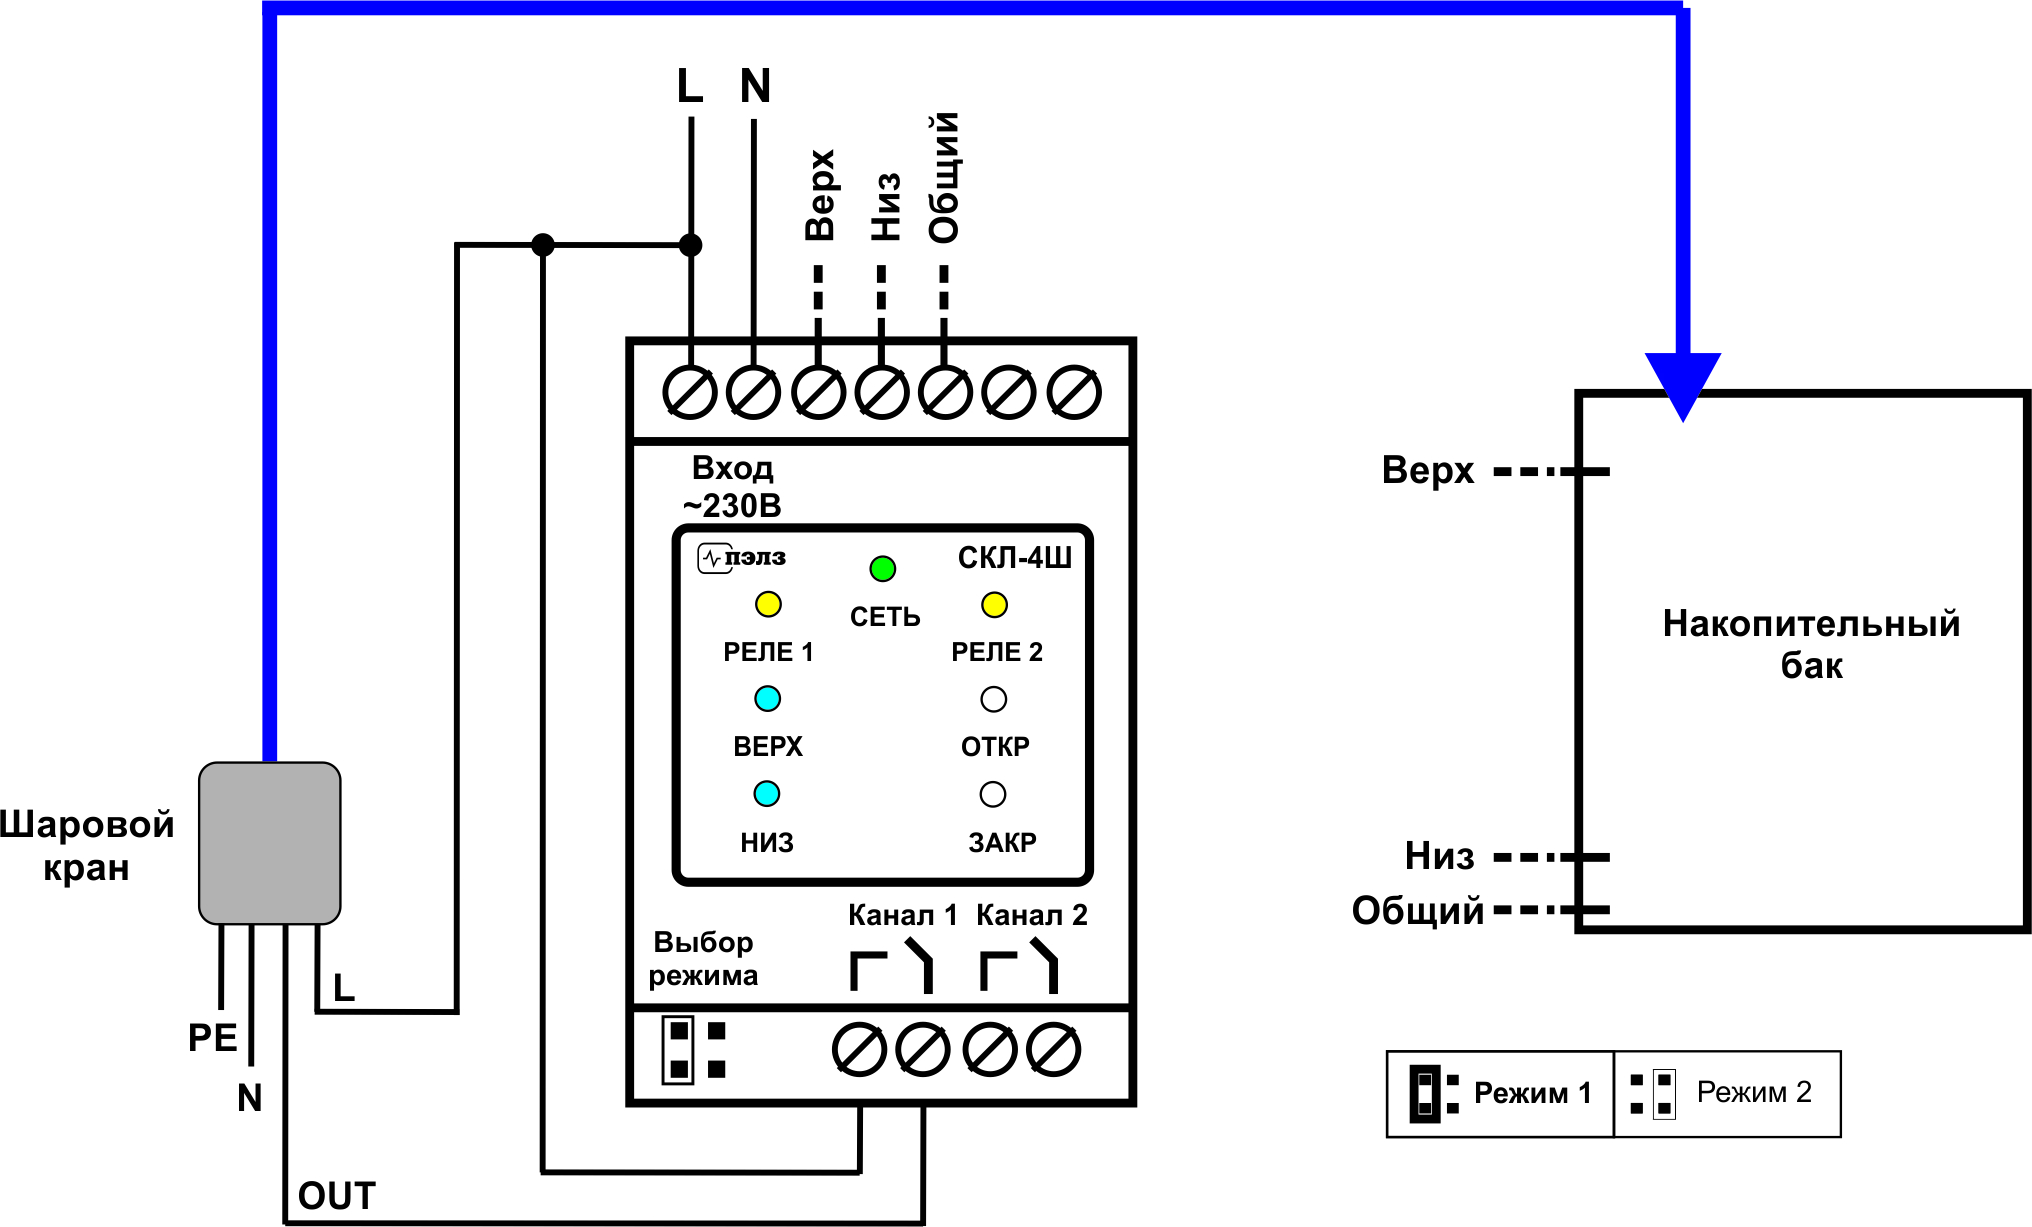 L N
Верх
Низ
Общий
Вход
~230В
пэлз
СКЛ-4Ш
СЕТЬ
РЕЛЕ 1
РЕЛЕ 2
ВЕРХ
ОТКР
НИЗ
ЗАКР
Канал 1 Канал 2
Выбор
режима
Шаровой
кран
L
PE
N
OUT
Верх
Накопительный
бак
Низ
Общий
Режим 1
Режим 2